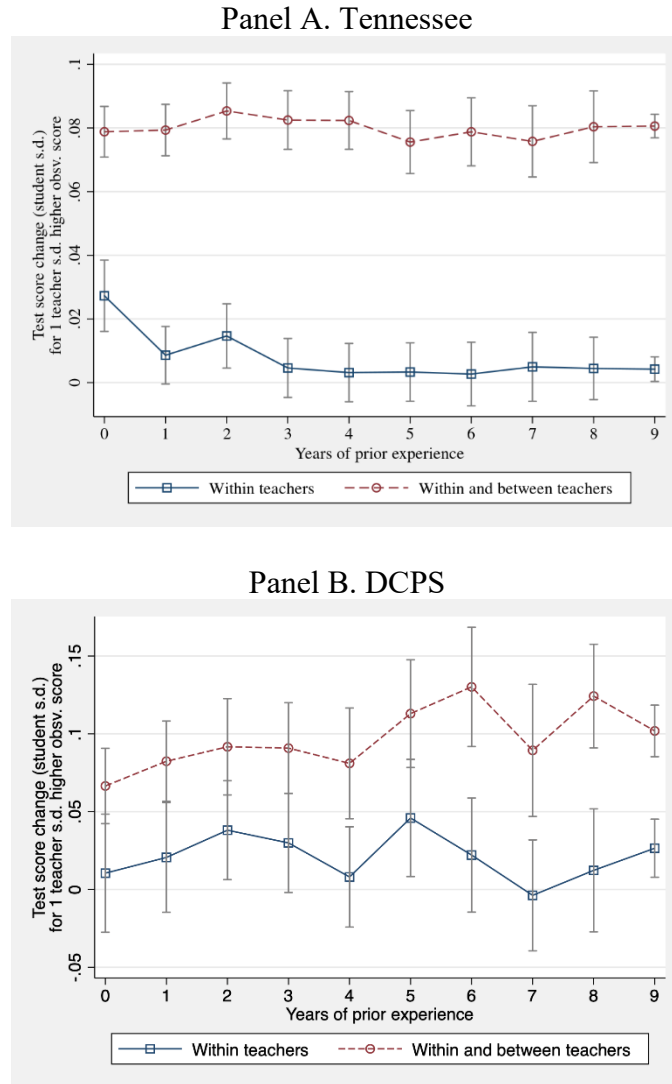 Panel A. Tennessee
Test score change (student s.d.)
for 1 teacher s.d. higher obsv. score
.1
.08
.06
.04
.02
0
0 1 2 3 4 5 6 7 8 9
Years of prior experience
Within teachers Within and between teachers
Panel B. DCPS
Test score change (student s.d.)
for 1 teacher s.d. higher obsv. score
.15
.1
.05
0
-.05
0 1 2 3 4 5 6 7 8 9
Years of prior experience
Within teachers Within and between teachers